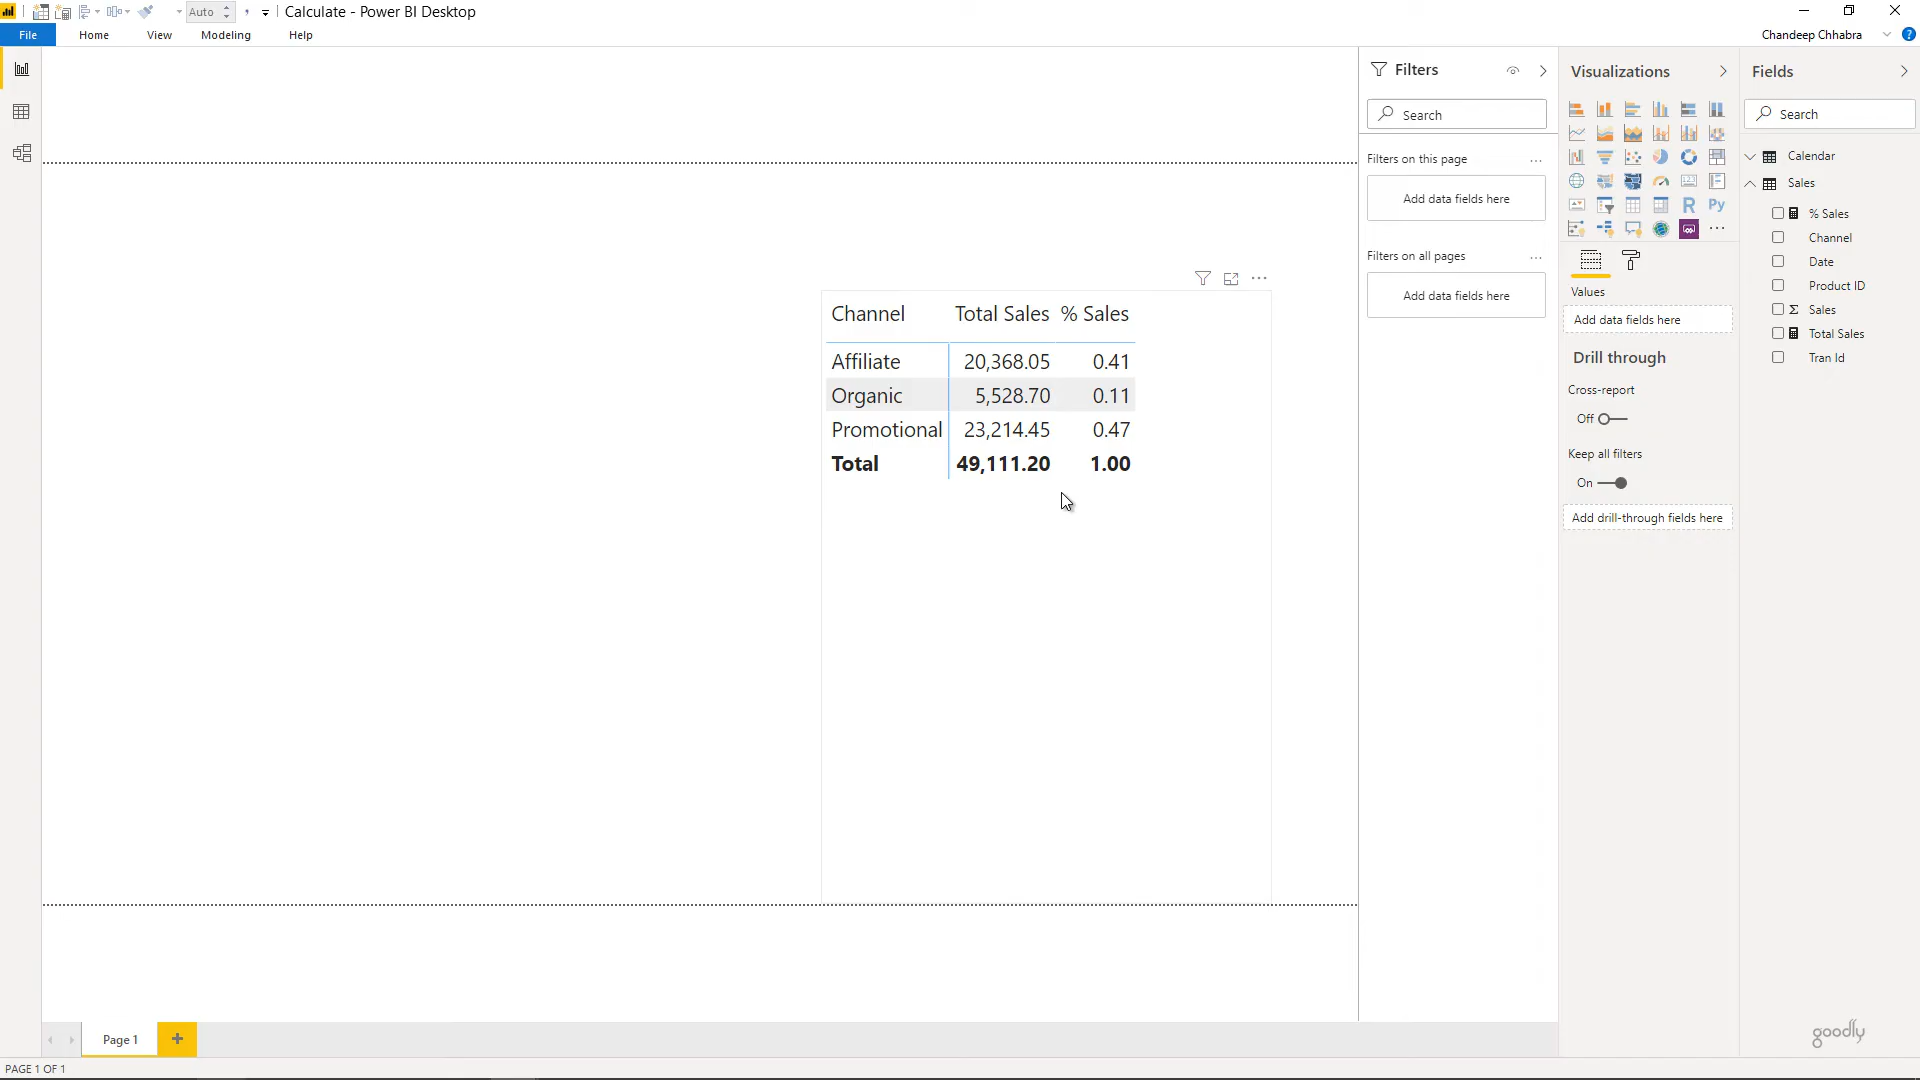 Auto
Calculate - Power BI Desktop
File
Home
View
Modeling
Help
Chandeep Chhabra
?
Filters
Search
Filters on this page
...
Add data fields here
Filters on all pages
...
Add data fields here
Visualizations
123
R
Py
...
Values
Add data fields here
Drill through
Cross-report
Off
Keep all filters
On
Add drill-through fields here
Fields
Search
Calendar
Sales
% Sales
Channel
Date
Product ID
Σ Sales
Total Sales
Tran Id
...
Channel Total Sales % Sales
Affiliate 20,368.05 0.41
Organic 5,528.70 0.11
Promotional 23,214.45 0.47
Total 49,111.20 1.00
Page 1
+
goodly
PAGE 1 OF 1